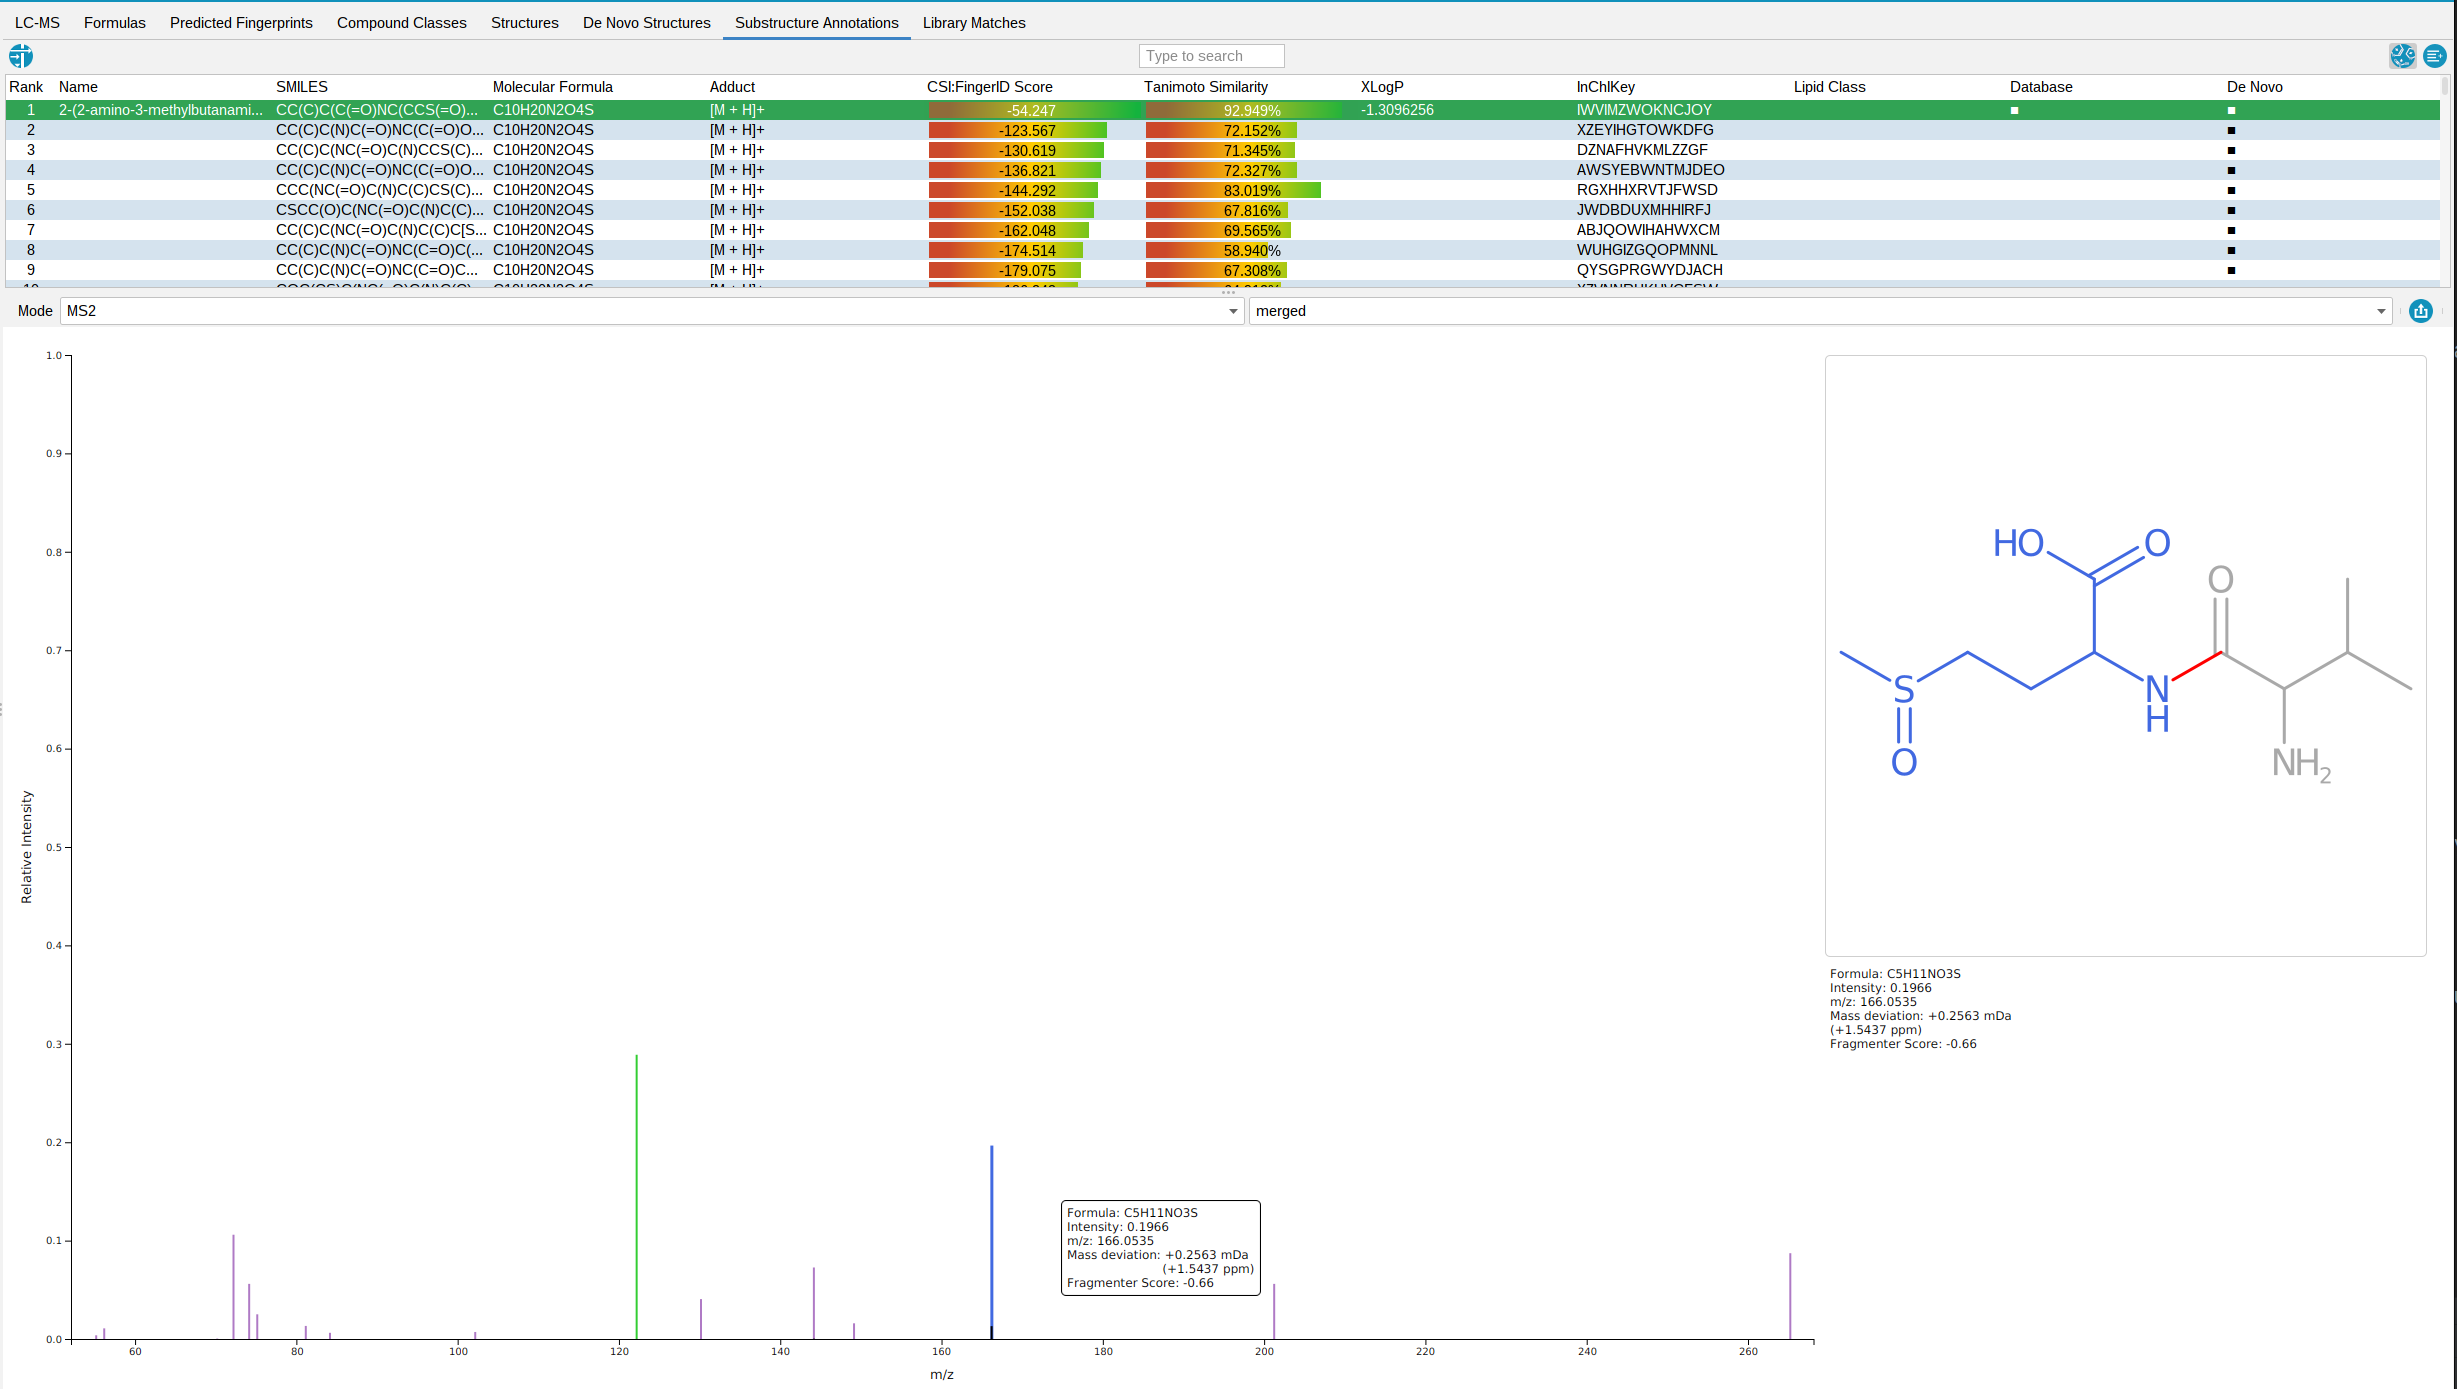 LC-MS Formulas Predicted Fingerprints Compound Classes Structures De Novo Structures Substructure Annotations Library Matches
Type to search
Rank Name SMILES Molecular Formula Adduct CSI:FingerID Score Tanimoto Similarity XLogP InChIKey Lipid Class Database De Novo
1 2-(2-amino-3-methylbutanami... CC(C)C(C(=O)NC(CCS(=O)... C10H20N2O4S [M + H]+ -54.247 92.949% -1.3096256 IWVIMZWOKNCJOY ■ ■
2 CC(C)C(N)C(=O)NC(C(=O)O... C10H20N2O4S [M + H]+ -123.567 72.152% XZEYIHGTOWKDFG ■
3 CC(C)C(NC(=O)C(N)CCS(C)... C10H20N2O4S [M + H]+ -130.619 71.345% DZNAFHVKMLZZGF ■
4 CC(C)C(N)C(=O)NC(C(=O)O... C10H20N2O4S [M + H]+ -136.821 72.327% AWSYEBWNTMJDEO ■
5 CCC(NC(=O)C(N)C(C)CS(C)... C10H20N2O4S [M + H]+ -144.292 83.019% RGXHHXRVTJFWSD ■
6 CSCC(O)C(NC(=O)C(N)C(C)... C10H20N2O4S [M + H]+ -152.038 67.816% JWDBDUXMHHIRFJ ■
7 CC(C)C(NC(=O)C(N)C(C)C[S... C10H20N2O4S [M + H]+ -162.048 69.565% ABJQOWIHAHWXCM ■
8 CC(C)C(N)C(=O)NC(C=O)C(... C10H20N2O4S [M + H]+ -174.514 58.940% WUHGIZGQOPMNNL ■
9 CC(C)C(N)C(=O)NC(C=O)C... C10H20N2O4S [M + H]+ -179.075 67.308% QYSGPRGWYDJACH ■
Mode MS2 merged
1.0
0.9
0.8
0.7
0.6
0.5
0.4
0.3
0.2
0.1
0.0
Relative Intensity
60 80 100 120 140 160 180 200 220 240 260
m/z
Formula: C5H11NO3S
Intensity: 0.1966
m/z: 166.0535
Mass deviation: +0.2563 mDa
(+1.5437 ppm)
Fragmenter Score: -0.66
HO O
O
S N
H
O NH2
Formula: C5H11NO3S
Intensity: 0.1966
m/z: 166.0535
Mass deviation: +0.2563 mDa
(+1.5437 ppm)
Fragmenter Score: -0.66